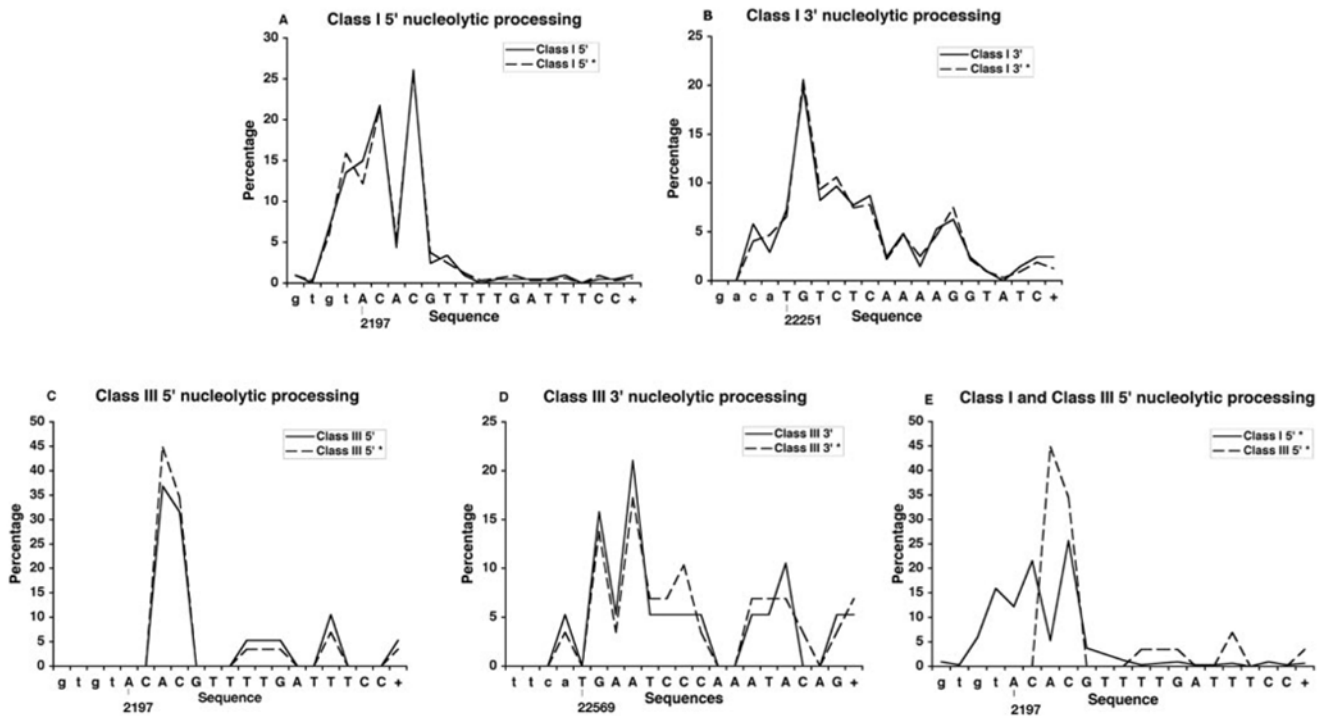 A Class I 5' nucleolytic processing
Percentage
30
25
20
15
10
5
0
Class I 5'
Class I 5' *
g t g t A C A C G T T T T G A T T T C C +
2197
Sequence
B Class I 3' nucleolytic processing
Percentage
25
20
15
10
5
0
Class I 3'
Class I 3' *
g a c a T G T C T C A A A A G G T A T C +
22251
Sequence
C Class III 5' nucleolytic processing
Percentage
50
45
40
35
30
25
20
15
10
5
0
Class III 5'
Class III 5' *
g t g t A C A C G T T T T G A T T T C C +
2197
Sequence
D Class III 3' nucleolytic processing
Percentage
25
20
15
10
5
0
Class III 3'
Class III 3' *
t t c a T G A A T C C C A A A T A C A G +
22569
Sequences
E Class I and Class III 5' nucleolytic processing
Percentage
50
45
40
35
30
25
20
15
10
5
0
Class I 5' *
Class III 5' *
g t g t A C A C G T T T T G A T T T C C +
2197
Sequence